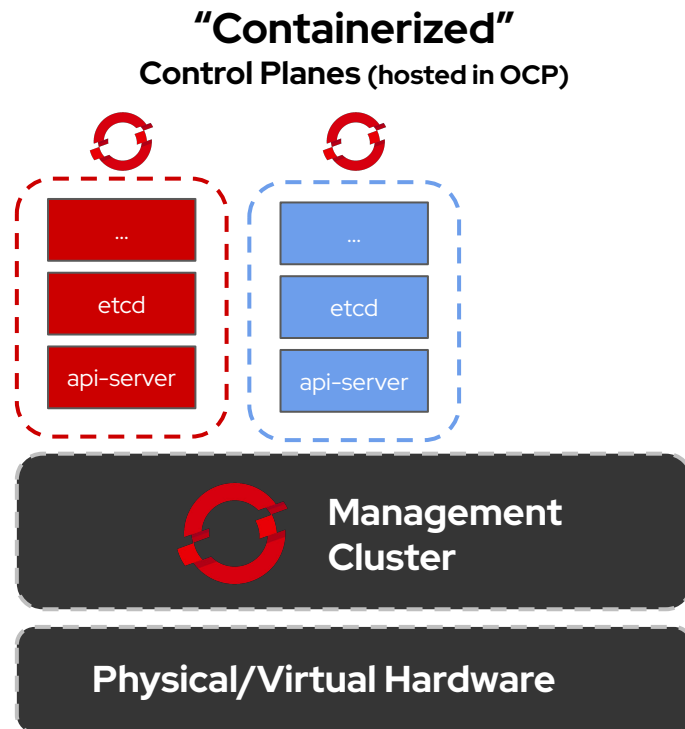 “Containerized”
Control Planes (hosted in OCP)
...
etcd
api-server
...
etcd
api-server
Management
Cluster
Physical/Virtual Hardware